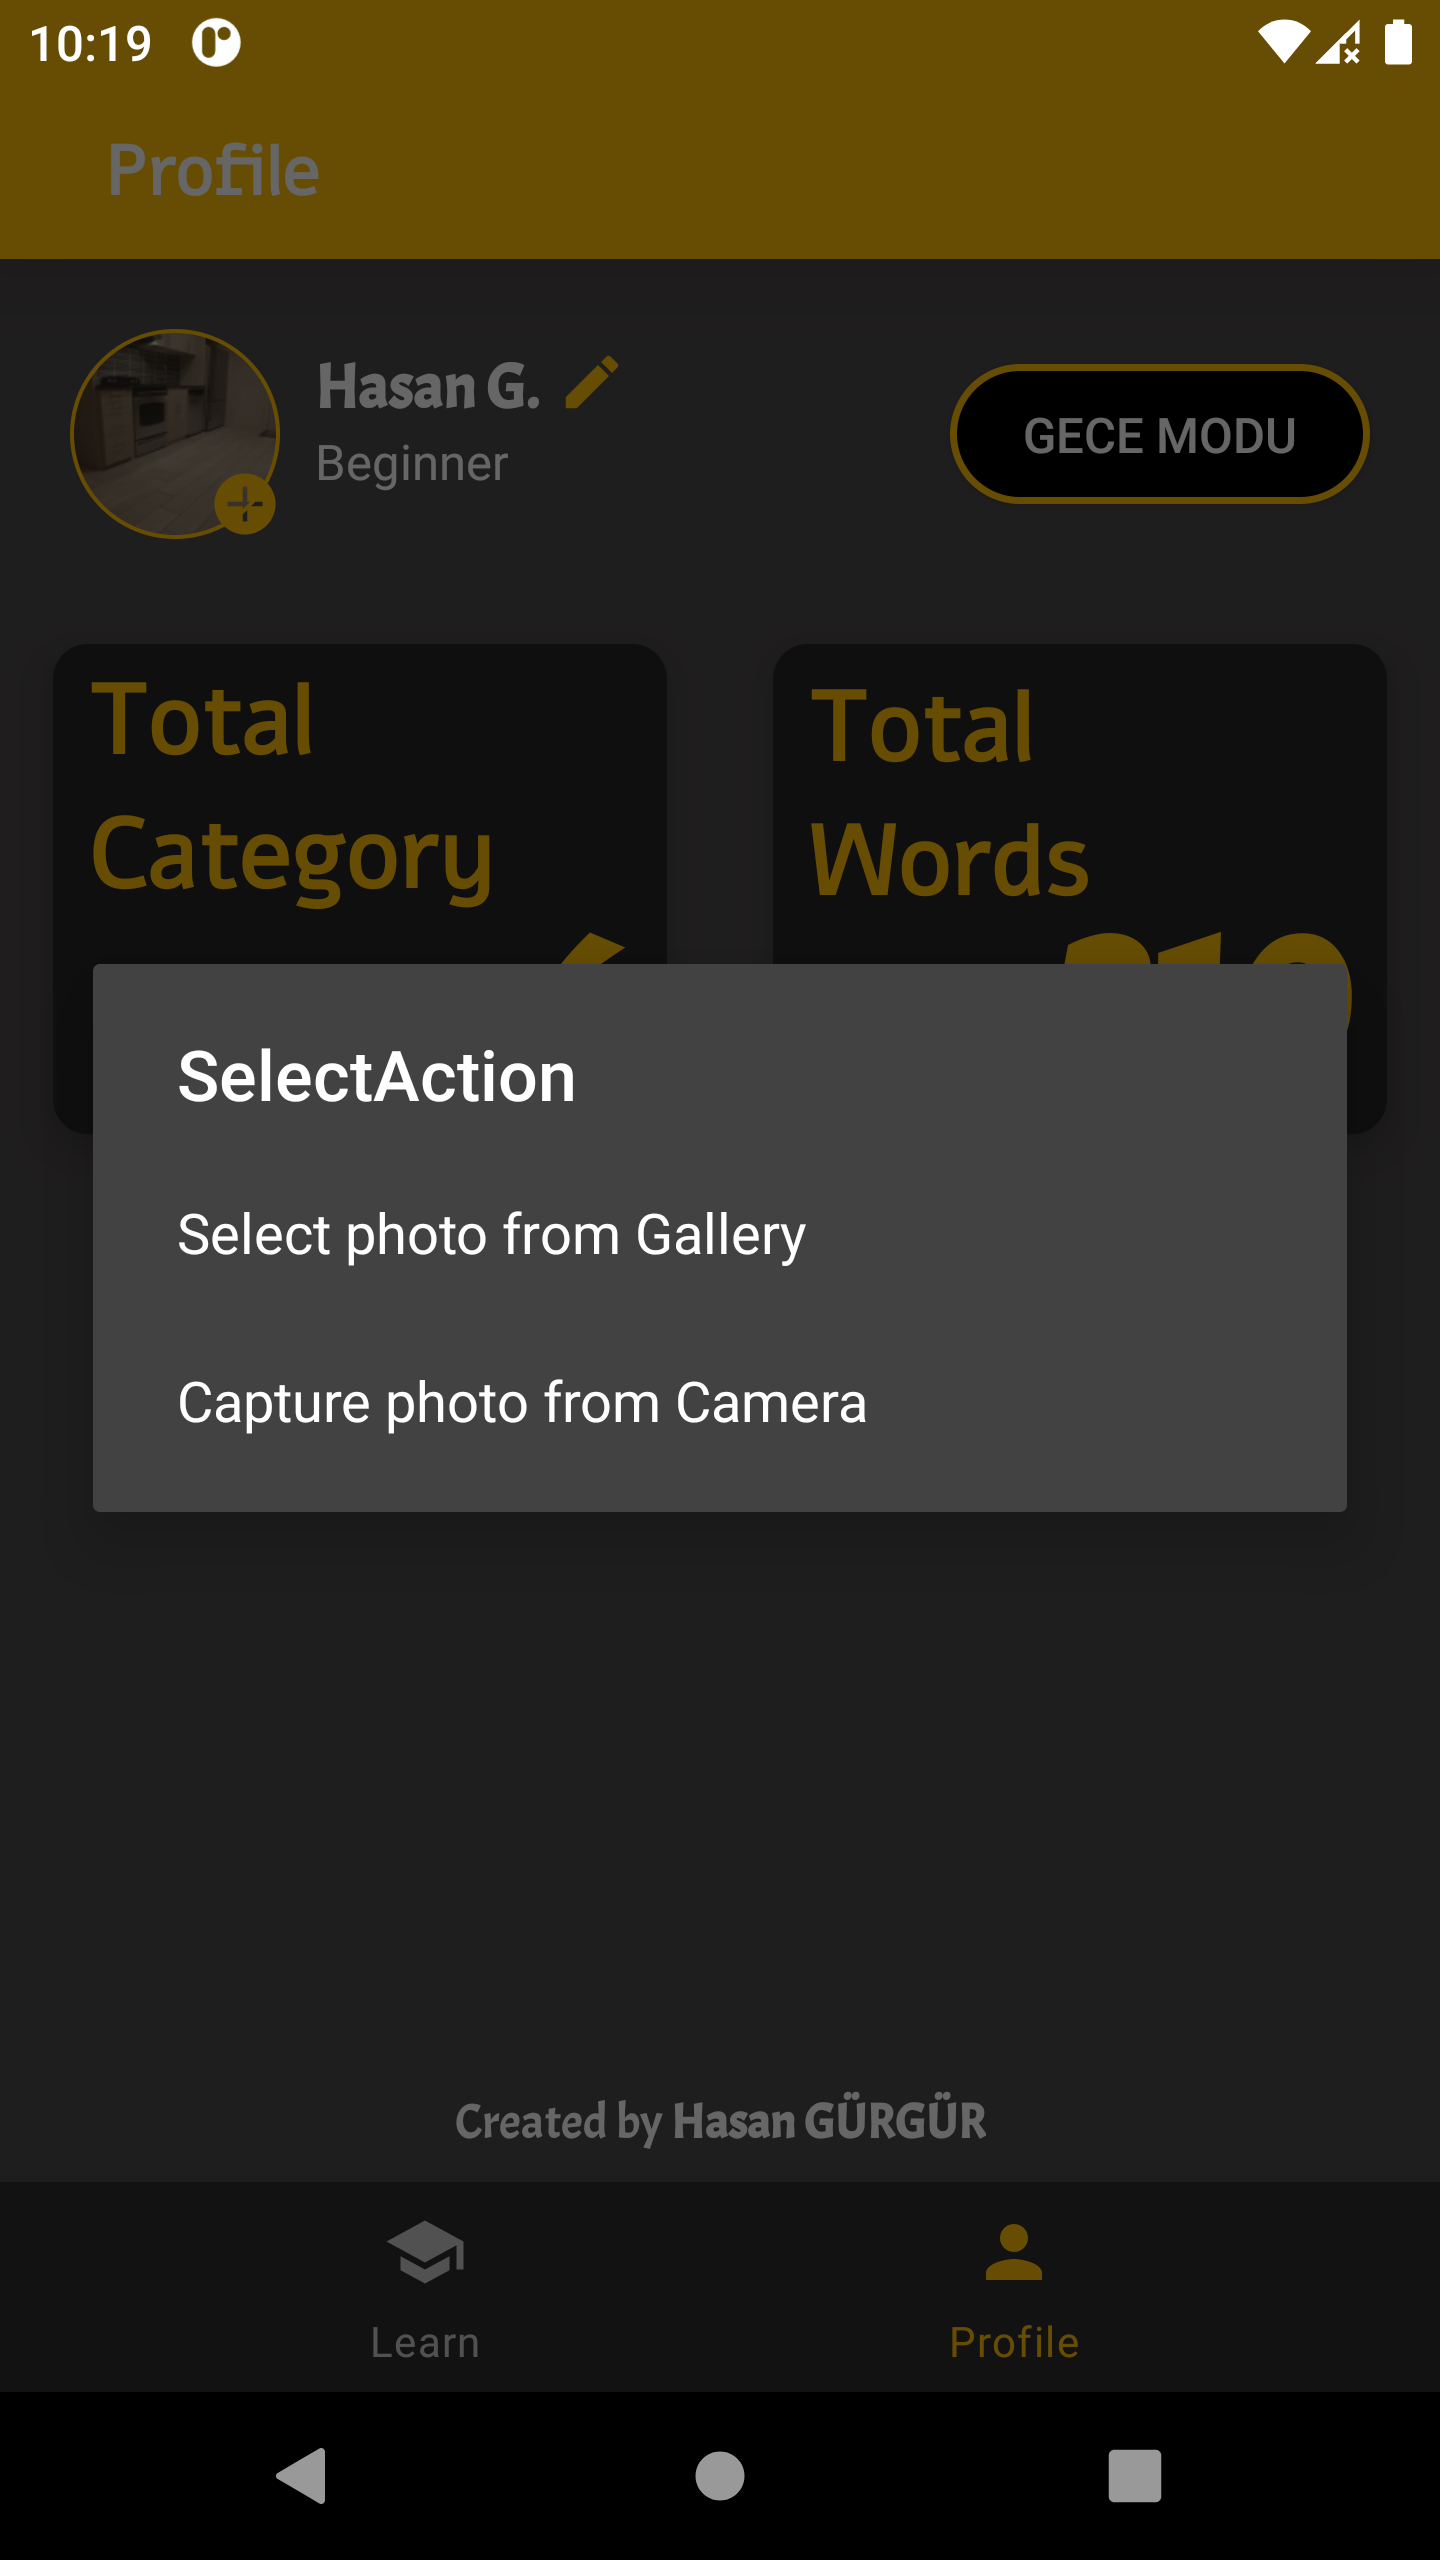 10:19
Profile
Hasan G.
Beginner
GECE MODU
Total
Category
Total
Words
SelectAction
Select photo from Gallery
Capture photo from Camera
Created by Hasan GÜRGÜR
Learn
Profile